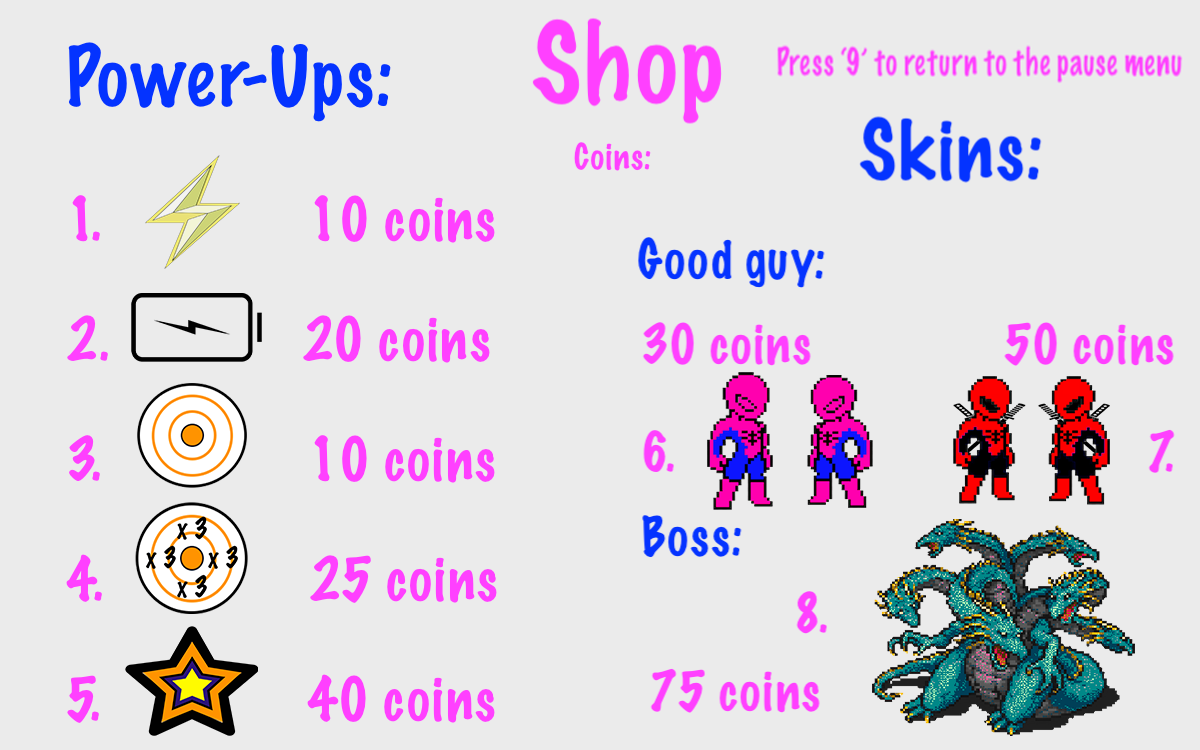 Shop
Press '9' to return to the pause menu
Coins:
Power-Ups:
1. 10 coins
2. 20 coins
3. 10 coins
4. x 3 x 3 x 3 x 3 25 coins
5. 40 coins
Skins:
Good guy:
30 coins 50 coins
6. 7.
Boss:
8.
75 coins